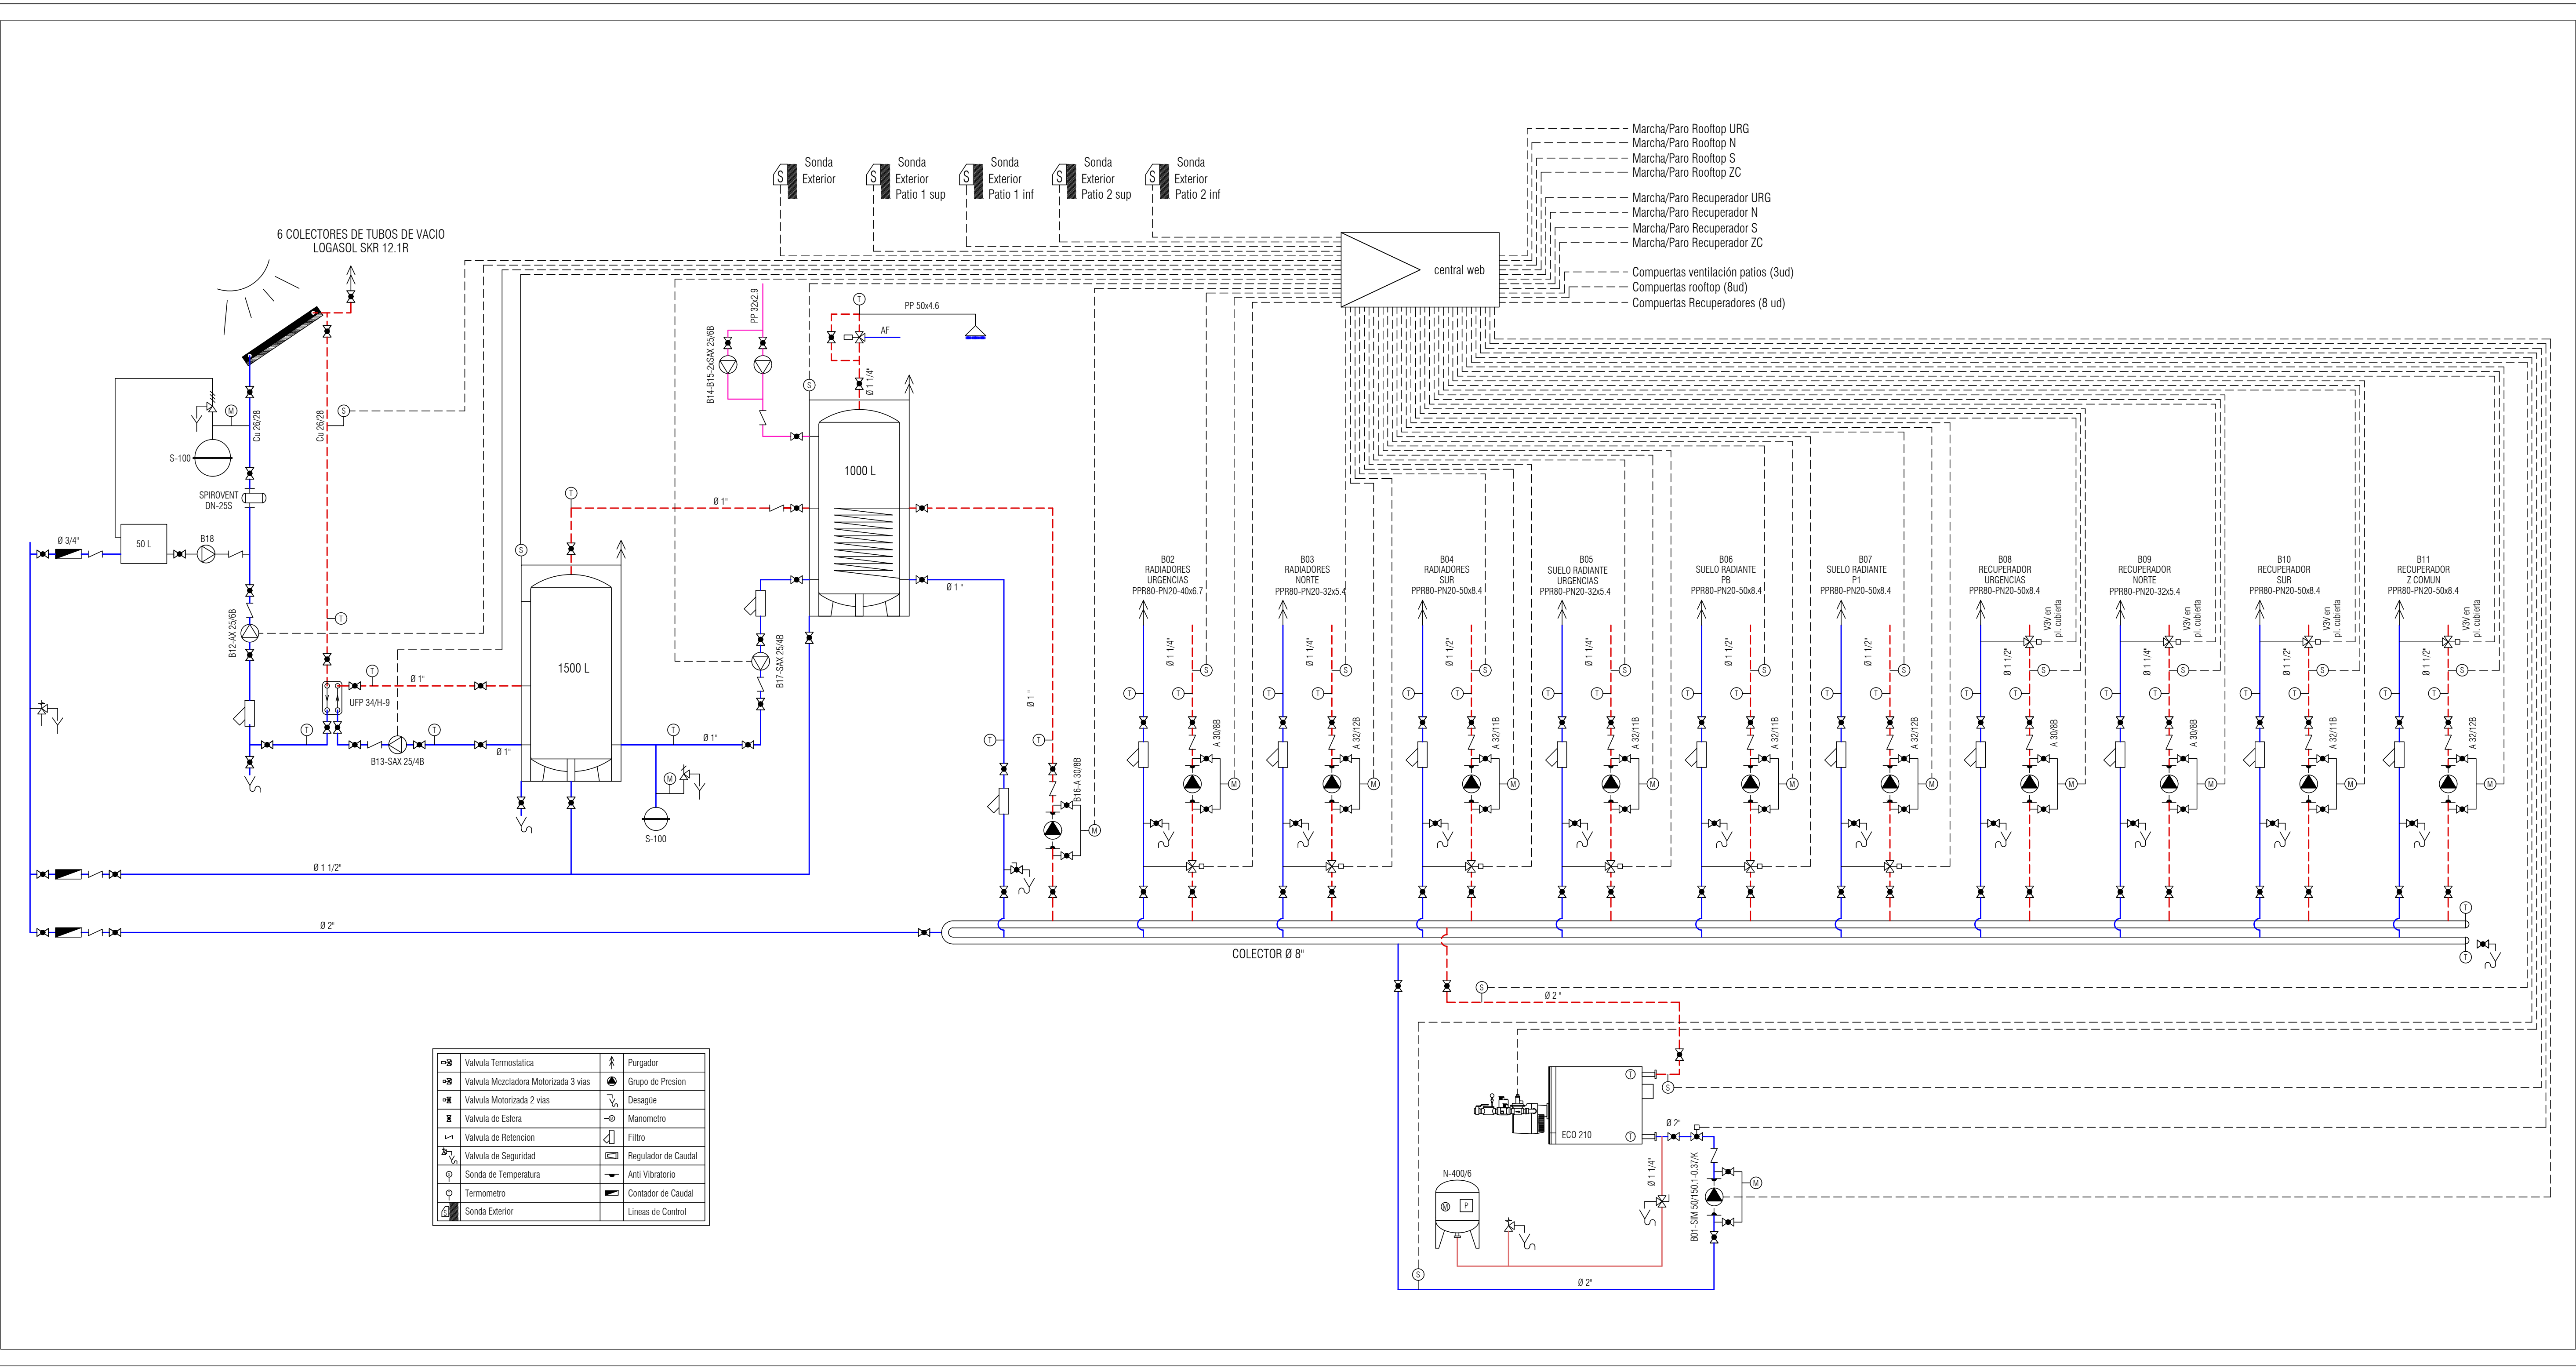 Marcha/Paro Rooftop URG
Marcha/Paro Rooftop N
Marcha/Paro Rooftop S
Marcha/Paro Rooftop ZC
Marcha/Paro Recuperador URG
Marcha/Paro Recuperador N
Marcha/Paro Recuperador S
Marcha/Paro Recuperador ZC
Compuertas ventilación patios (3ud)
Compuertas rooftop (8ud)
Compuertas Recuperadores (8 ud)
central web
S
Sonda
Exterior
S
Sonda
Exterior
Patio 1 sup
S
Sonda
Exterior
Patio 1 inf
S
Sonda
Exterior
Patio 2 sup
S
Sonda
Exterior
Patio 2 inf
6 COLECTORES DE TUBOS DE VACIO
LOGASOL SKR 12.1R
M
Cu 26/28
Cu 26/28
S
S-100
SPIROVENT
DN-25S
Ø 3/4"
50 L
B18
B12-AX 25/6B
T
T
Ø 1"
UFP 34/H-9
T
T
B13-SAX 25/4B
Ø 1"
S
T
1500 L
Ø 1"
T
Ø 1"
M
S-100
B17-SAX 25/4B
B14-B15-2xSAX 25/6B
PP 32x2.9
T
PP 50x4.6
AF
Ø 1 1/4"
S
1000 L
Ø 1 "
Ø 1 "
T
T
B16-A 30/8B
M
Ø 1 1/2"
Ø 2"
COLECTOR Ø 8"
B02
RADIADORES
URGENCIAS
PPR80-PN20-40x6.7
Ø 1 1/4"
S
T
T
A 30/8B
M
B03
RADIADORES
NORTE
PPR80-PN20-32x5.4
Ø 1 1/4"
S
T
T
A 32/12B
M
B04
RADIADORES
SUR
PPR80-PN20-50x8.4
Ø 1 1/2"
S
T
T
A 32/11B
M
B05
SUELO RADIANTE
URGENCIAS
PPR80-PN20-32x5.4
Ø 1 1/4"
S
T
T
A 32/11B
M
B06
SUELO RADIANTE
PB
PPR80-PN20-50x8.4
Ø 1 1/2"
S
T
T
A 32/11B
M
B07
SUELO RADIANTE
P1
PPR80-PN20-50x8.4
Ø 1 1/2"
S
T
T
A 32/12B
M
B08
RECUPERADOR
URGENCIAS
PPR80-PN20-50x8.4
V3V en
pl. cubierta
Ø 1 1/2"
S
T
T
A 30/8B
M
B09
RECUPERADOR
NORTE
PPR80-PN20-32x5.4
V3V en
pl. cubierta
Ø 1 1/4"
S
T
T
A 30/8B
M
B10
RECUPERADOR
SUR
PPR80-PN20-50x8.4
V3V en
pl. cubierta
Ø 1 1/2"
S
T
T
A 32/11B
M
B11
RECUPERADOR
Z COMUN
PPR80-PN20-50x8.4
V3V en
pl. cubierta
Ø 1 1/2"
S
T
T
A 32/12B
M
T
T
S
Ø 2 "
T
S
ECO 210
T
Ø 2"
Ø 1 1/4"
N-400/6
M
P
B01-SIM 50/150.1-0.37/K
M
S
Ø 2"
Valvula Termostatica
Purgador
Valvula Mezcladora Motorizada 3 vias
Grupo de Presion
Valvula Motorizada 2 vias
Desagüe
Valvula de Esfera
Manometro
Valvula de Retencion
Filtro
Valvula de Seguridad
Regulador de Caudal
Sonda de Temperatura
Anti Vibratorio
Termometro
Contador de Caudal
S
Sonda Exterior
Lineas de Control